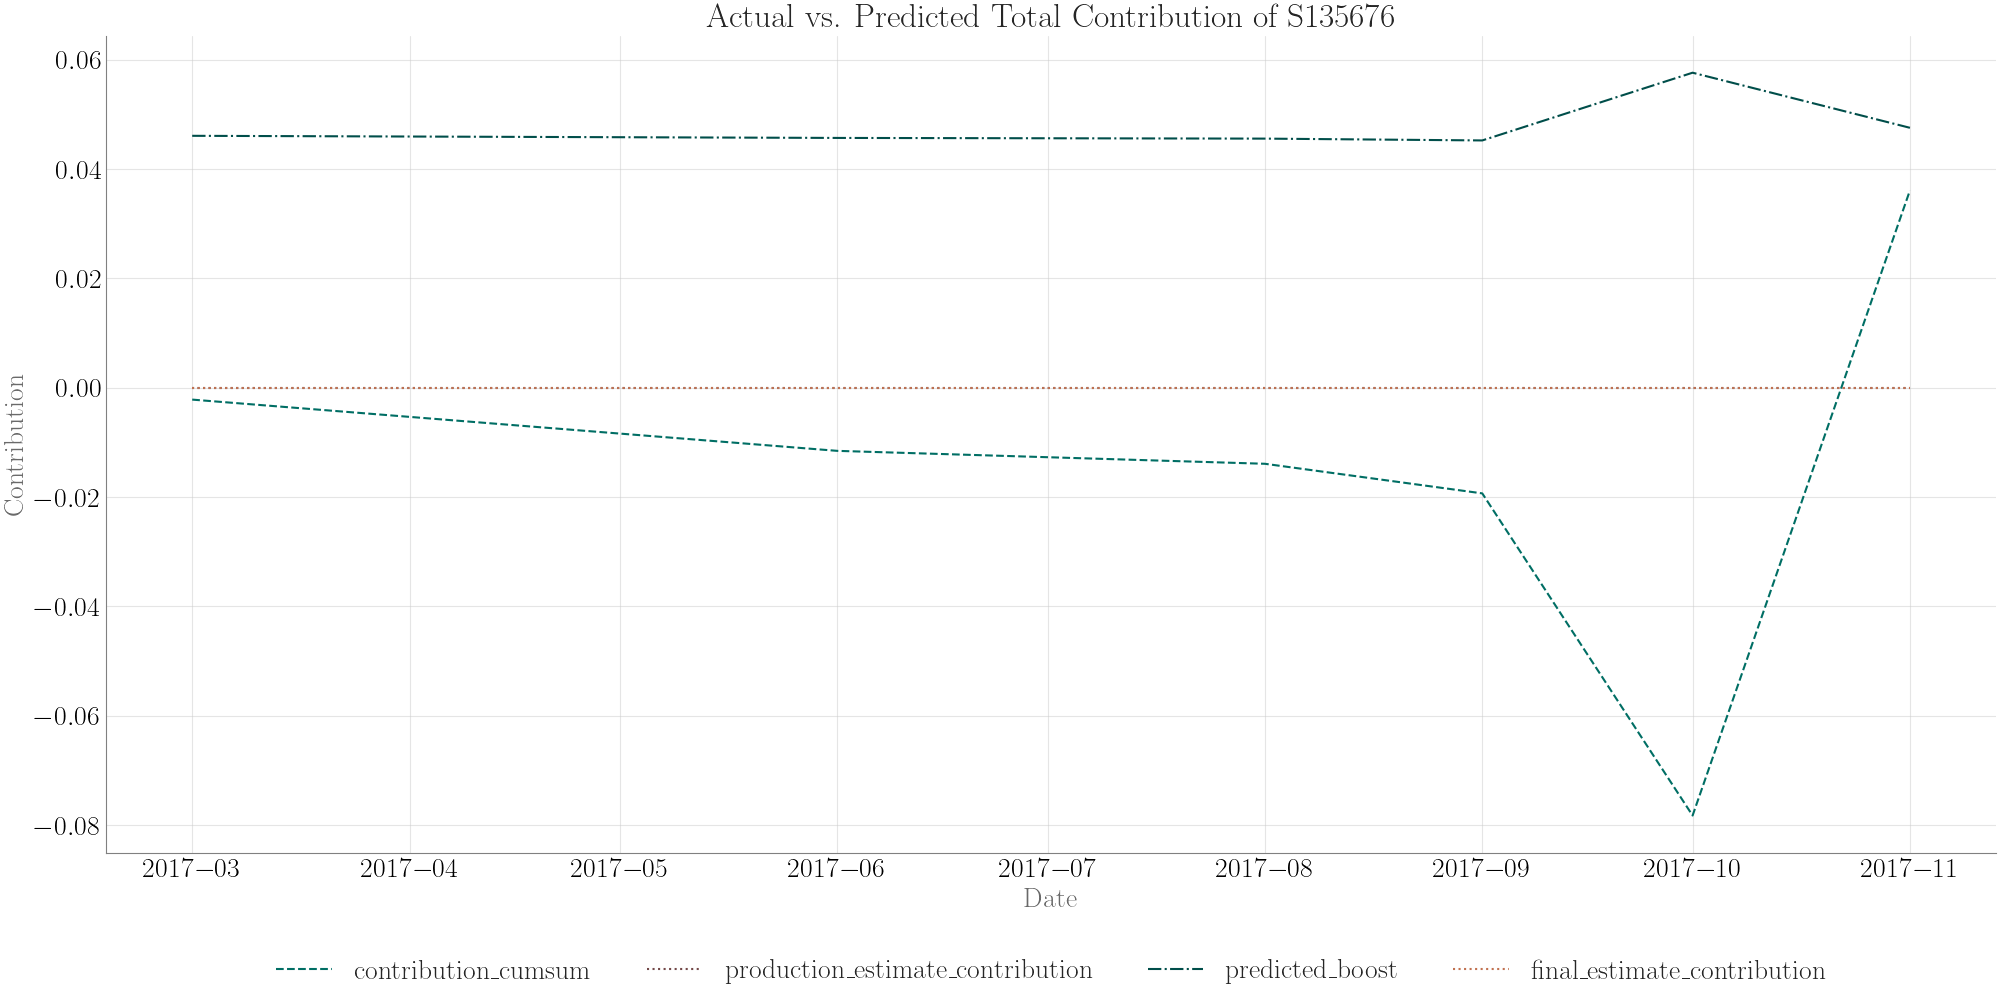 Actual vs. Predicted Total Contribution of S135676
0.06
0.04
0.02
0.00
−0.02
−0.04
−0.06
−0.08
Contribution
2017−03 2017−04 2017−05 2017−06 2017−07 2017−08 2017−09 2017−10 2017−11
Date
contribution_cumsum production_estimate_contribution predicted_boost final_estimate_contribution